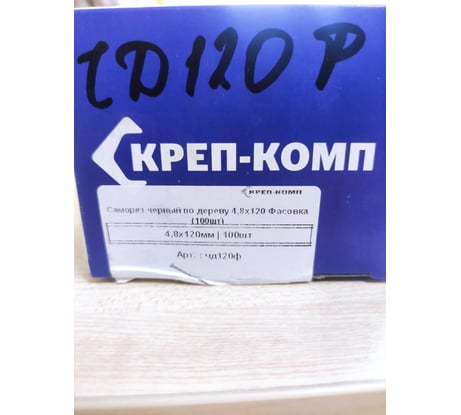 ЧД120Р
КРЕП-КОМП
КРЕП-КОМП
Саморез черный по дереву 4,8х120 Фасовка
(100шт)
4,8х120мм | 100шт
Арт. : чд120ф